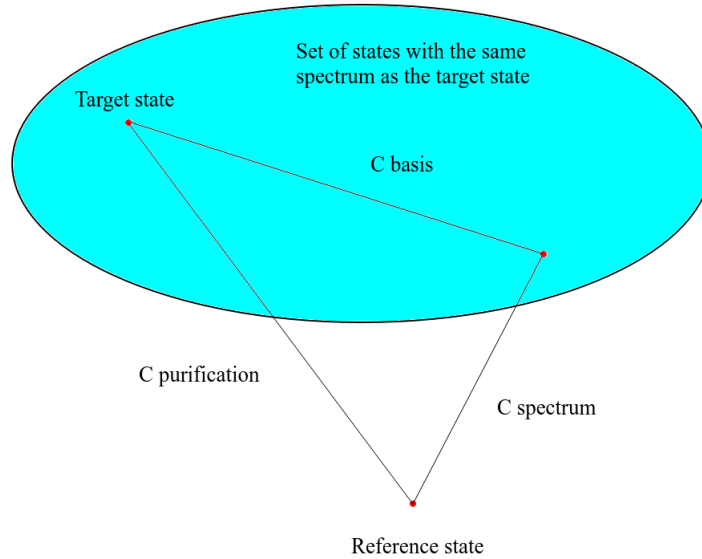 Set of states with the same
spectrum as the target state
Target state
C basis
C purification
C spectrum
Reference state